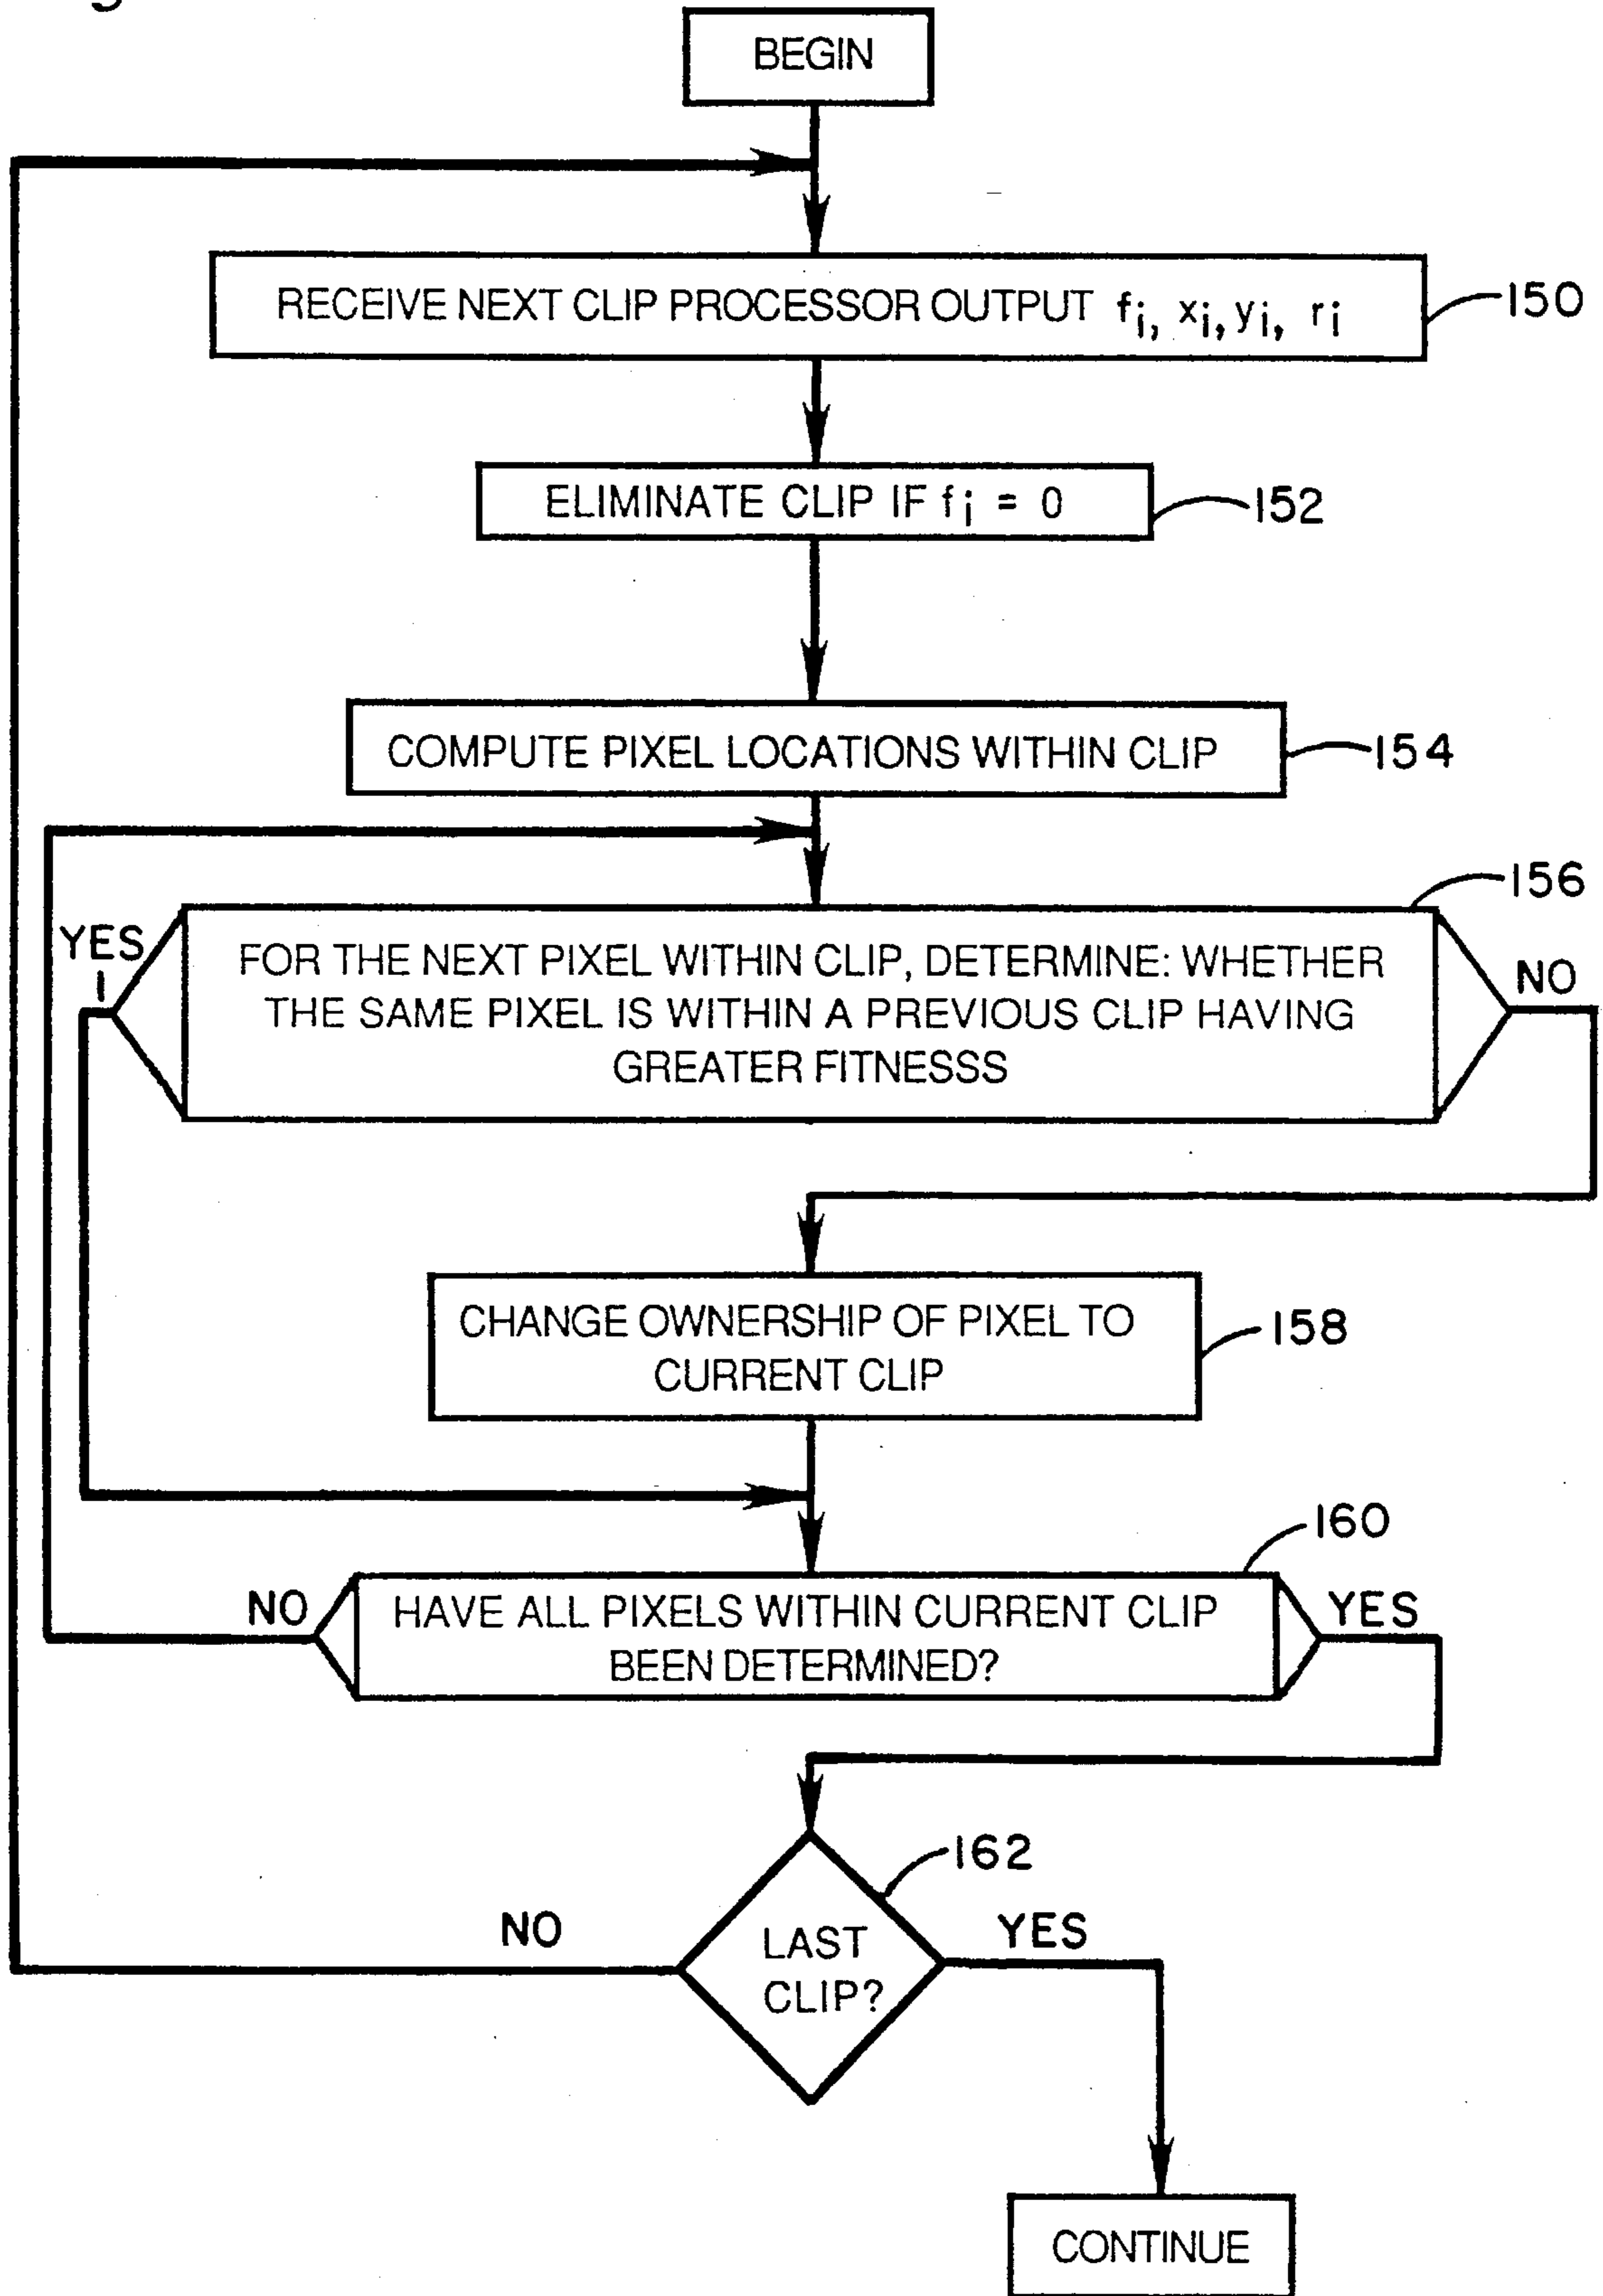 BEGIN
RECEIVE NEXT CLIP PROCESSOR OUTPUT fi, xi, yi, ri
150
ELIMINATE CLIP IF fi = 0
152
COMPUTE PIXEL LOCATIONS WITHIN CLIP
154
156
YES
FOR THE NEXT PIXEL WITHIN CLIP, DETERMINE: WHETHER
THE SAME PIXEL IS WITHIN A PREVIOUS CLIP HAVING
GREATER FITNESSS
NO
CHANGE OWNERSHIP OF PIXEL TO
CURRENT CLIP
158
160
NO
HAVE ALL PIXELS WITHIN CURRENT CLIP
BEEN DETERMINED?
YES
162
NO
LAST
CLIP?
YES
CONTINUE